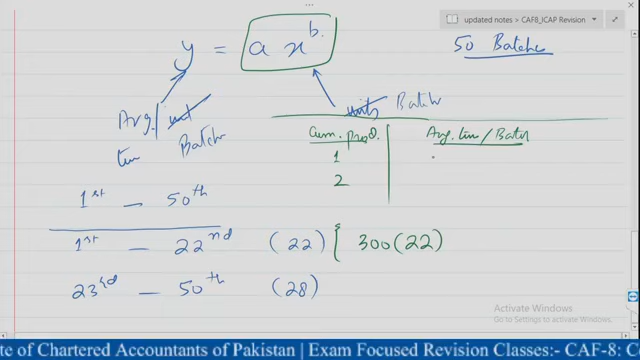 updated notes > CAF8_ICAP Revision
y = a x^b.
50 Batches
Avg./ unit
time Batch
units Batch
Cum. prod. Avg. time/Batch
1
2
1st — 50th
1st — 22nd (22) 300(22)
23rd — 50th (28)
Activate Windows
Go to Settings to activate Windows.
te of Chartered Accountants of Pakistan | Exam Focused Revision Classes:- CAF-8: C